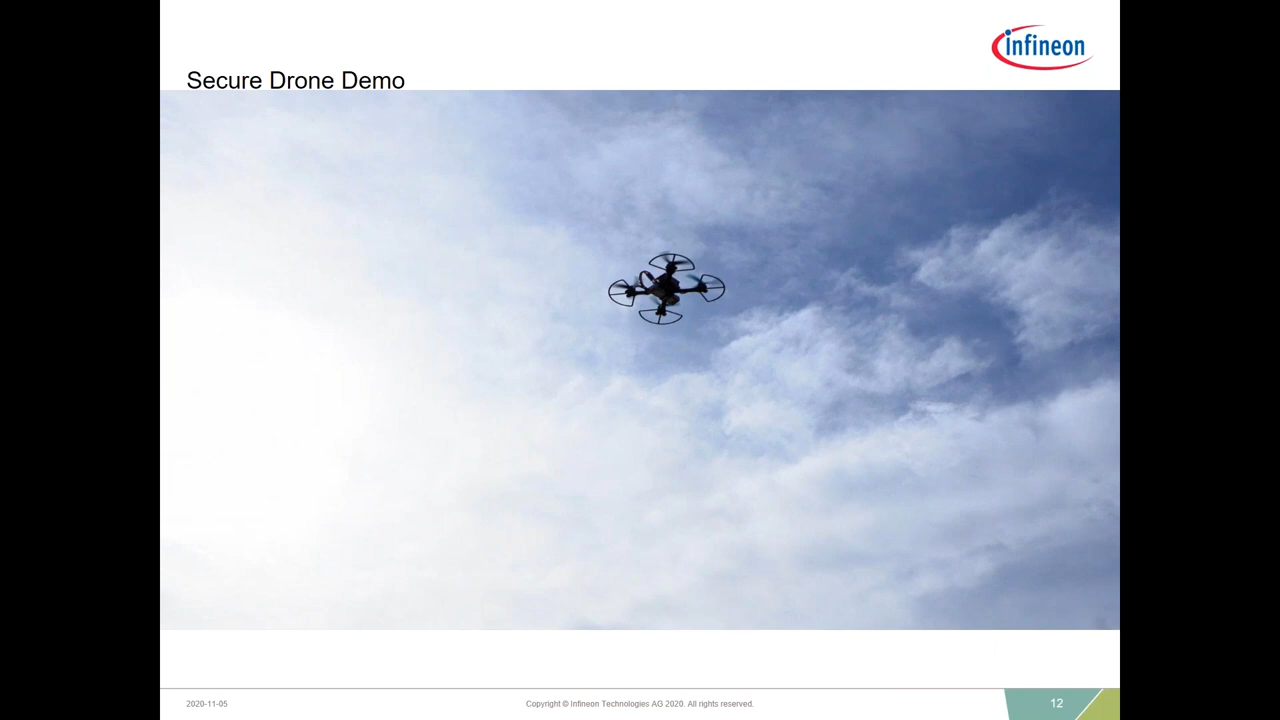 infineon
Secure Drone Demo
2020-11-05
Copyright © Infineon Technologies AG 2020. All rights reserved.
12